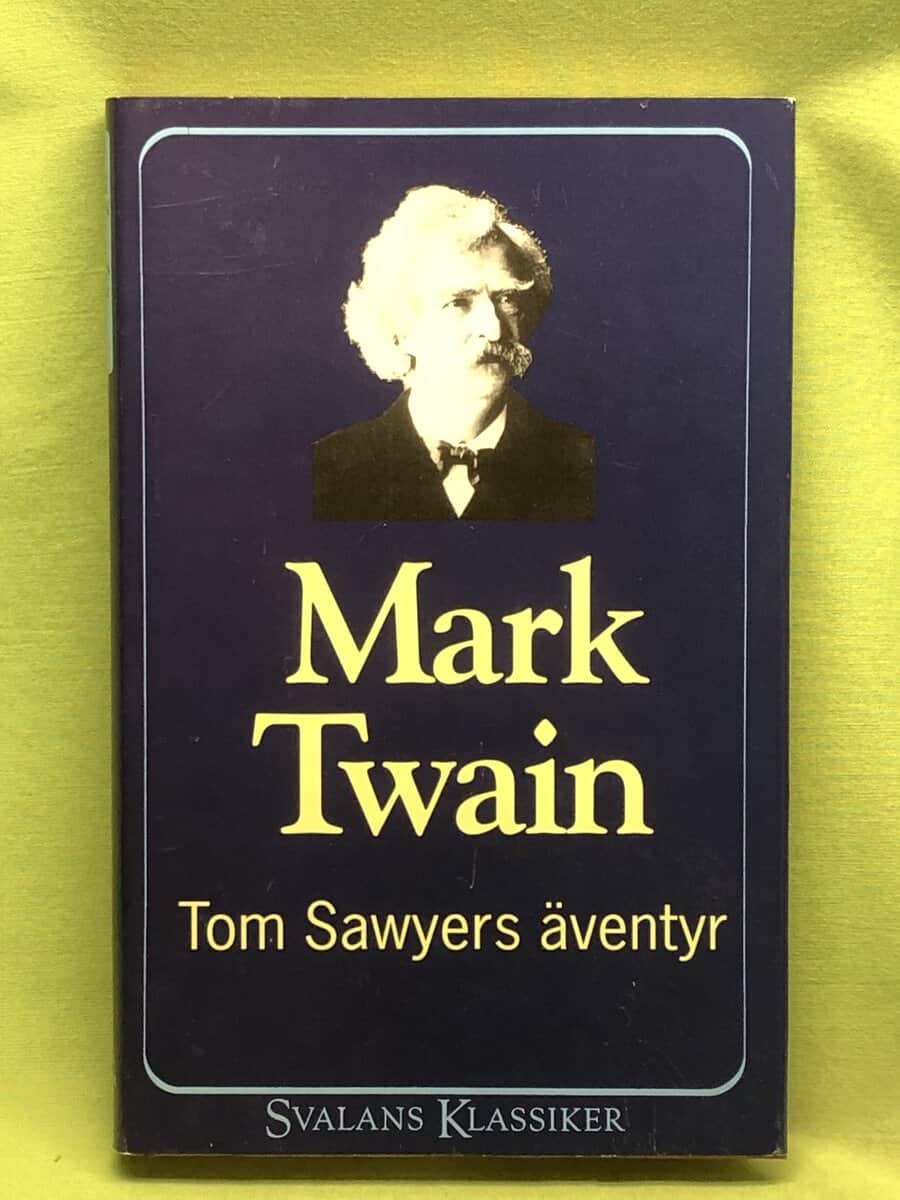 Mark
Twain
Tom Sawyers äventyr
SVALANS KLASSIKER